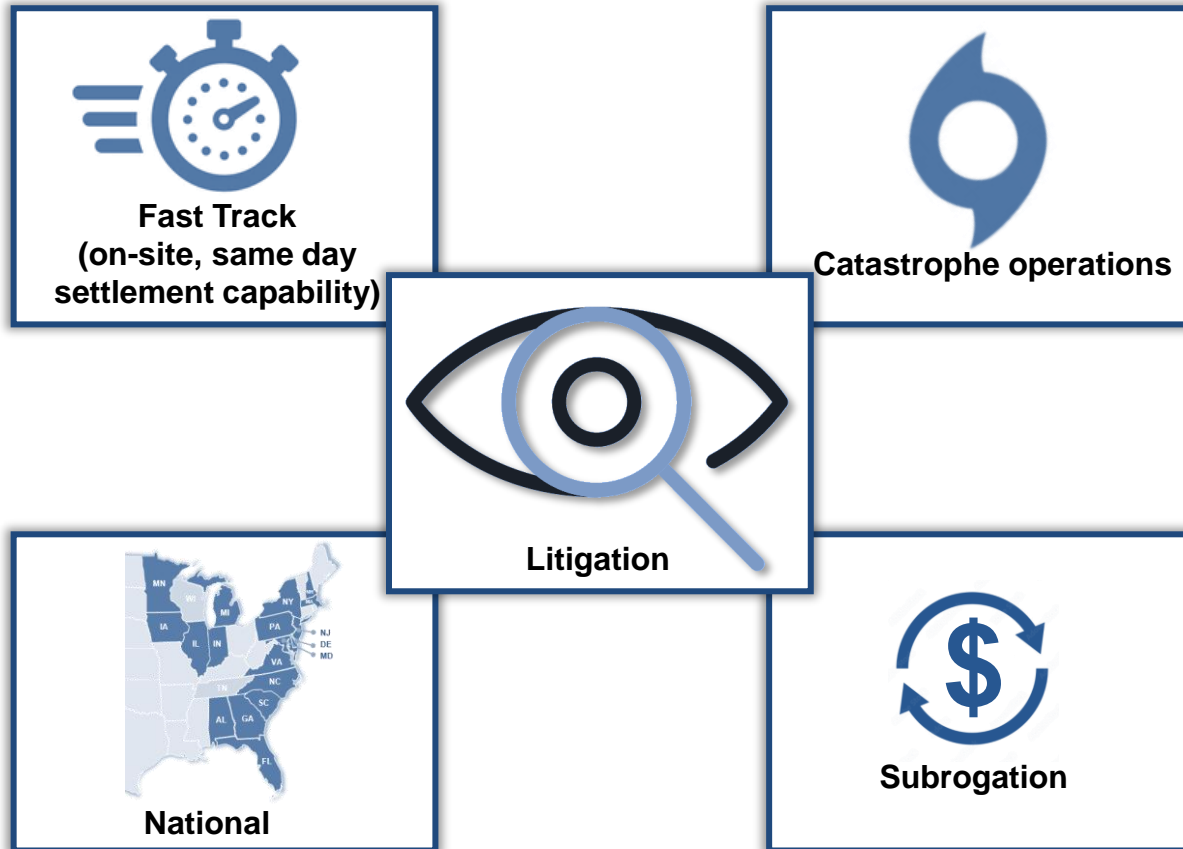 Fast Track
(on-site, same day
settlement capability)
Catastrophe operations
Litigation
MN
WI
MI
NY
IA
IL
IN
PA
NJ
DE
MD
VA
TN
NC
SC
AL
GA
FL
National
$
Subrogation